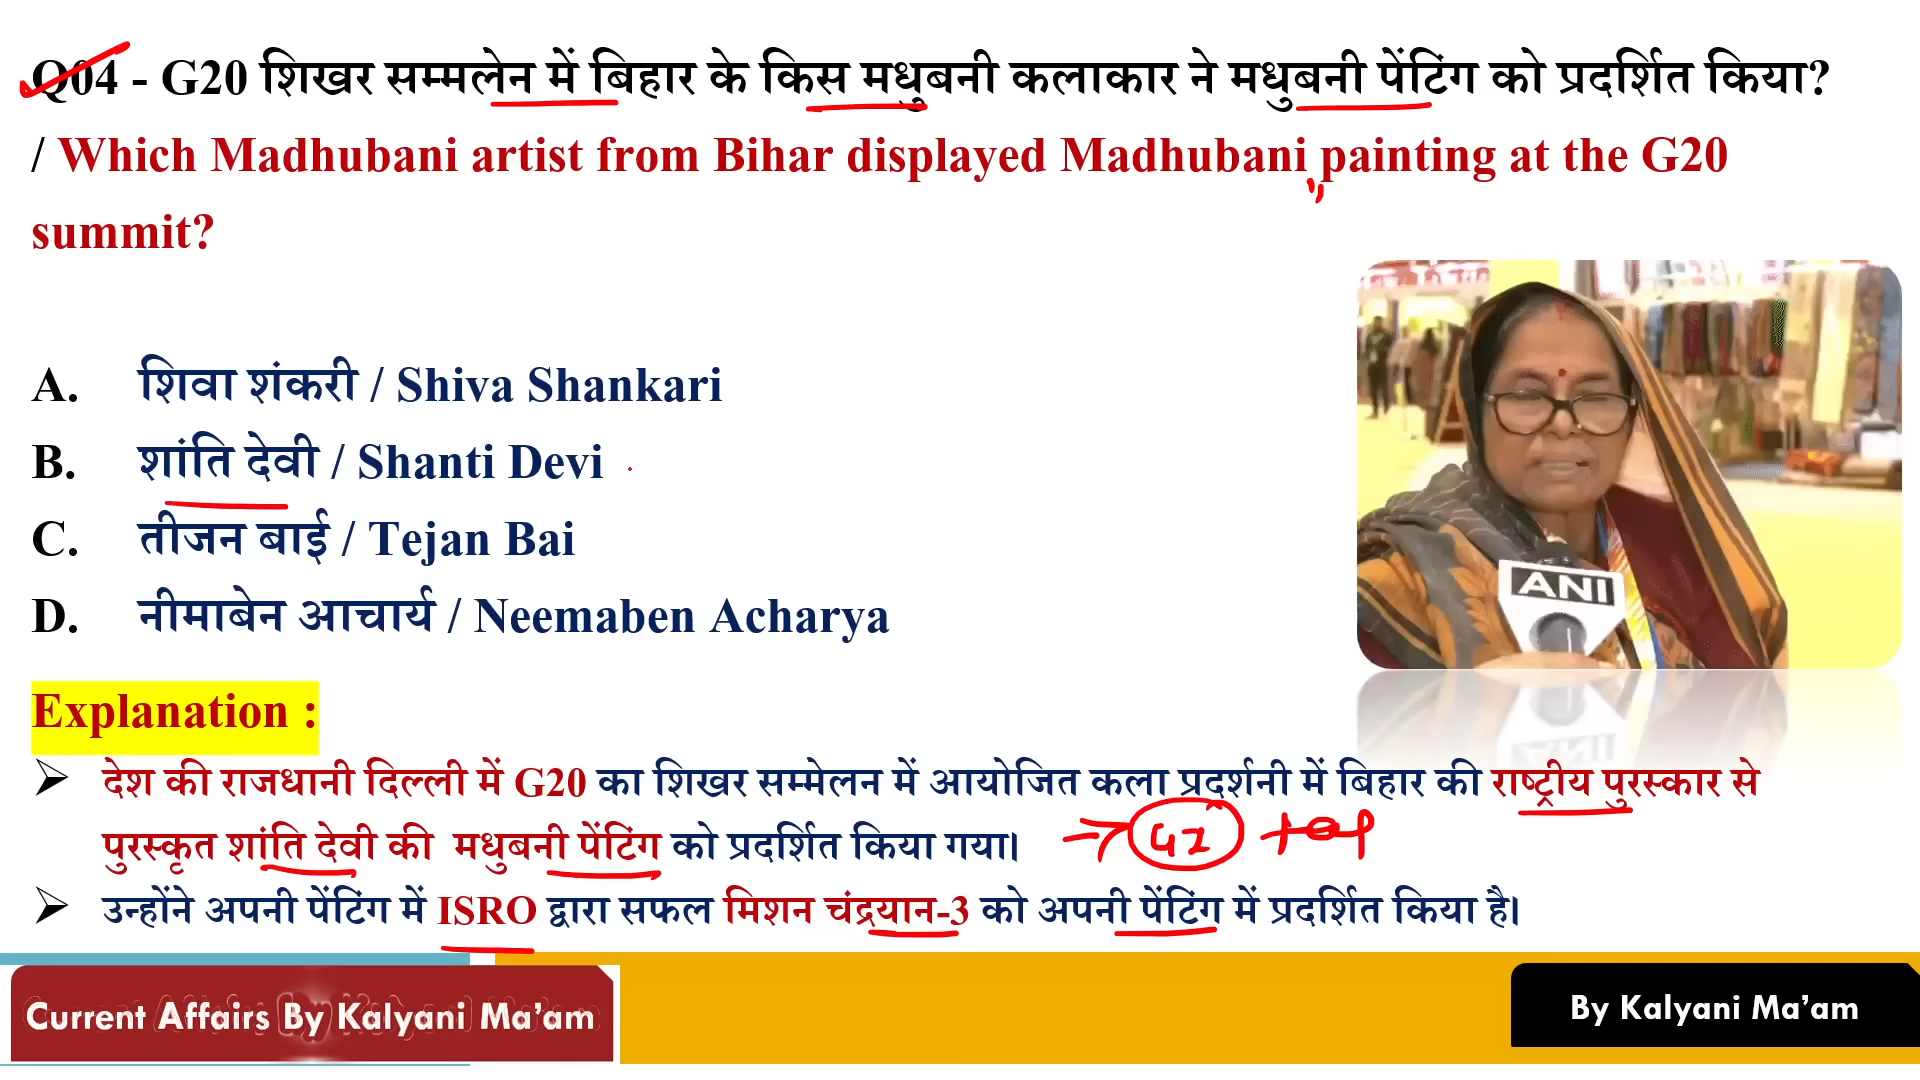 Q04 - G20 शिखर सम्मलेन में बिहार के किस मधुबनी कलाकार ने मधुबनी पेंटिंग को प्रदर्शित किया?
/ Which Madhubani artist from Bihar displayed Madhubani painting at the G20
summit?
A. शिवा शंकरी / Shiva Shankari
B. शांति देवी / Shanti Devi
C. तीजन बाई / Tejan Bai
D. नीमाबेन आचार्य / Neemaben Acharya
ANI
Explanation :
देश की राजधानी दिल्ली में G20 का शिखर सम्मेलन में आयोजित कला प्रदर्शनी में बिहार की राष्ट्रीय पुरस्कार से
पुरस्कृत शांति देवी की मधुबनी पेंटिंग को प्रदर्शित किया गया।
उन्होंने अपनी पेंटिंग में ISRO द्वारा सफल मिशन चंद्रयान-3 को अपनी पेंटिंग में प्रदर्शित किया है।
Current Affairs By Kalyani Ma'am
By Kalyani Ma'am